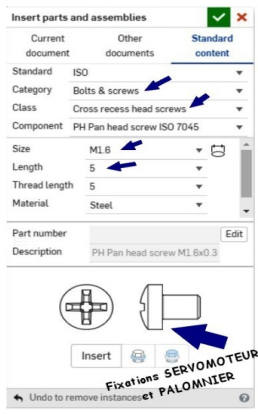 Insert parts and assemblies
Current document
Other documents
Standard content
Standard ISO
Category Bolts & screws
Class Cross recess head screws
Component PH Pan head screw ISO 7045
Size M1.6
Length 5
Thread length 5
Material Steel
Part number Edit
Description PH Pan head screw M1.6x0.3
Insert
Fixations SERVOMOTEUR
et PALOMNIER
Undo to remove instances